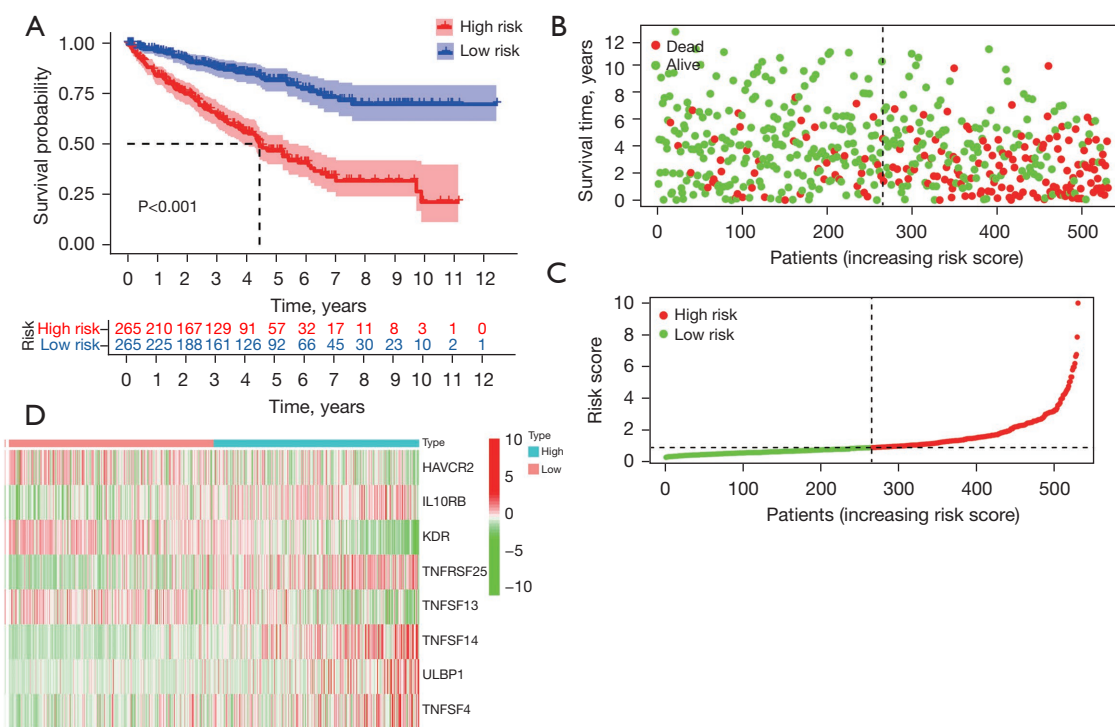 A
High risk
Low risk
Survival probability
1.00
0.75
0.50
0.25
0.00
P<0.001
0 1 2 3 4 5 6 7 8 9 10 11 12
Time, years
Risk
High risk 265 210 167 129 91 57 32 17 11 8 3 1 0
Low risk 265 225 188 161 126 92 66 45 30 23 10 2 1
0 1 2 3 4 5 6 7 8 9 10 11 12
Time, years
B
Dead
Alive
Survival time, years
12
10
8
6
4
2
0
0 100 200 300 400 500
Patients (increasing risk score)
C
High risk
Low risk
Risk score
10
8
6
4
2
0
0 100 200 300 400 500
Patients (increasing risk score)
D
Type
HAVCR2
IL10RB
KDR
TNFRSF25
TNFSF13
TNFSF14
ULBP1
TNFSF4
10
5
0
−5
−10
Type
High
Low